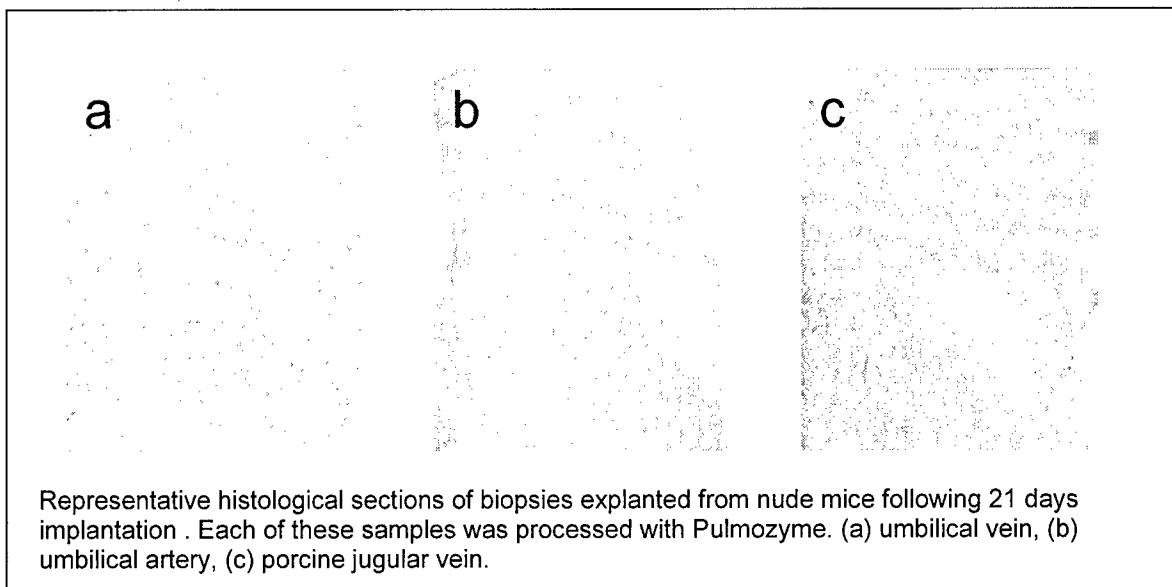 a b c
Representative histological sections of biopsies explanted from nude mice following 21 days
implantation . Each of these samples was processed with Pulmozyme. (a) umbilical vein, (b)
umbilical artery, (c) porcine jugular vein.